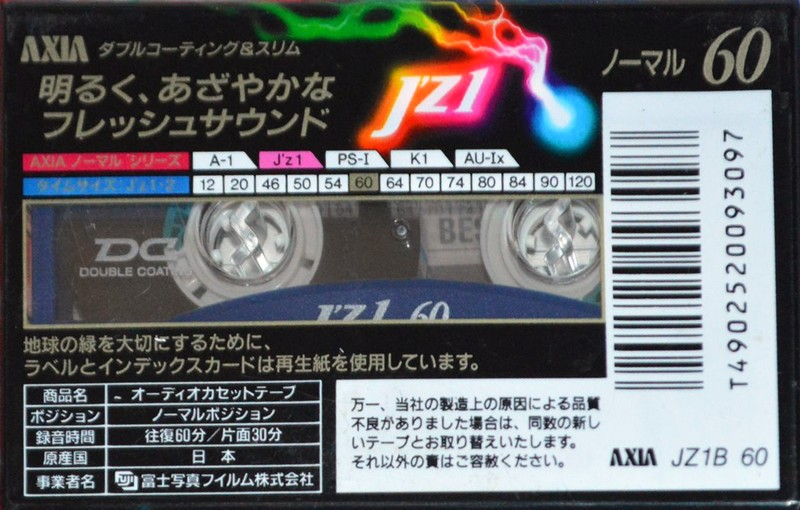 AXIA ダブルコーティング&スリム
明るく、あざやかな
フレッシュサウンド
J'Z1
ノーマル 60
AXIA ノーマル シリーズ A-1 J'z1 PS-I K1 AU-Ix
タイムサイズ:J'z1・2 12 20 46 50 54 60 64 70 74 80 84 90 120
DC
DOUBLE COATIN
BES
J'Z1 60
地球の緑を大切にするために、
ラベルとインデックスカードは再生紙を使用しています。
商品名 オーディオカセットテープ
ポジション ノーマルポジション
録音時間 往復60分/片面30分
原産国 日本
事業者名 FUJI 富士写真フイルム株式会社
万一、当社の製造上の原因による品質
不良がありました場合は、同数の新し
いテープとお取り替えいたします。
それ以外の責はご容赦ください。
AXIA JZ1B 60
T4902520093097